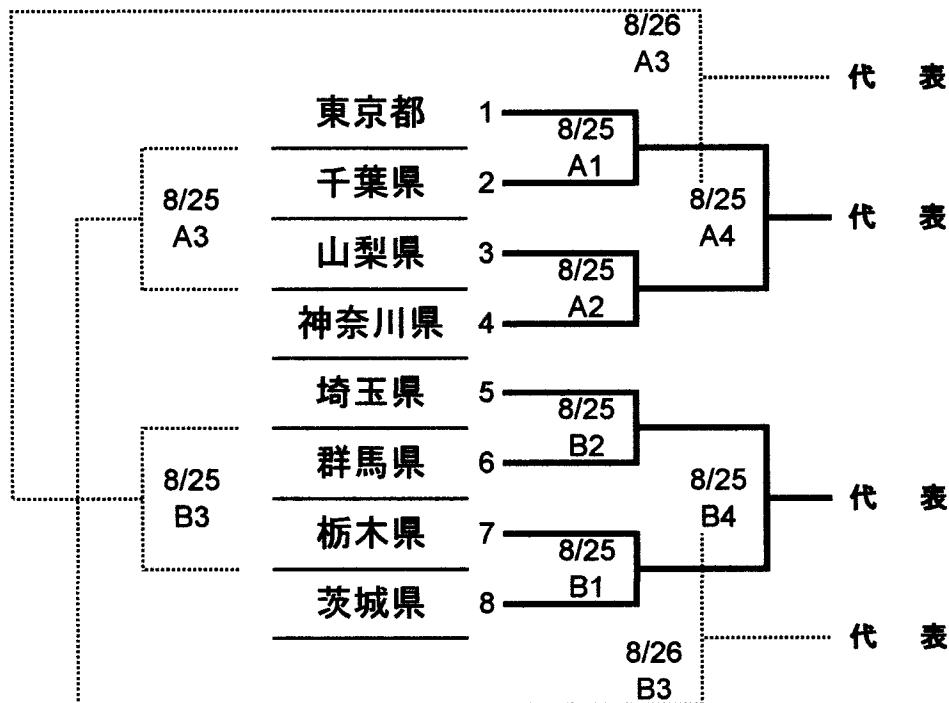 8/26
A3
代 表
東京都 1
8/25
A1
千葉県 2
8/25
A3
8/25
A4
代 表
山梨県 3
8/25
A2
神奈川県 4
埼玉県 5
8/25
B2
群馬県 6
8/25
B3
8/25
B4
代 表
栃木県 7
8/25
B1
茨城県 8
代 表
8/26
B3